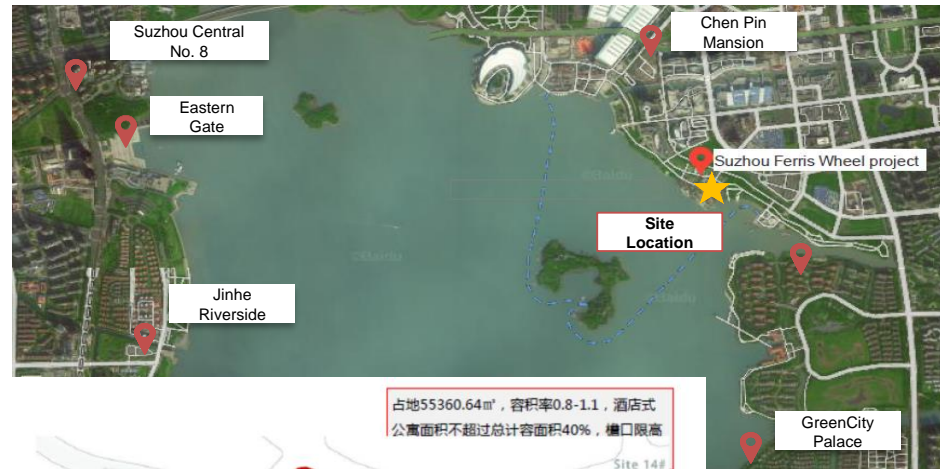 Suzhou Central
No. 8
Chen Pin
Mansion
Eastern
Gate
©Baidu
Suzhou Ferris Wheel project
Site
Location
©Baidu
©Baidu
Jinhe
Riverside
占地55360.64㎡，容积率0.8-1.1，酒店式
公寓面积不超过总计容面积40%，檐口限高
GreenCity
Palace
Site 14#